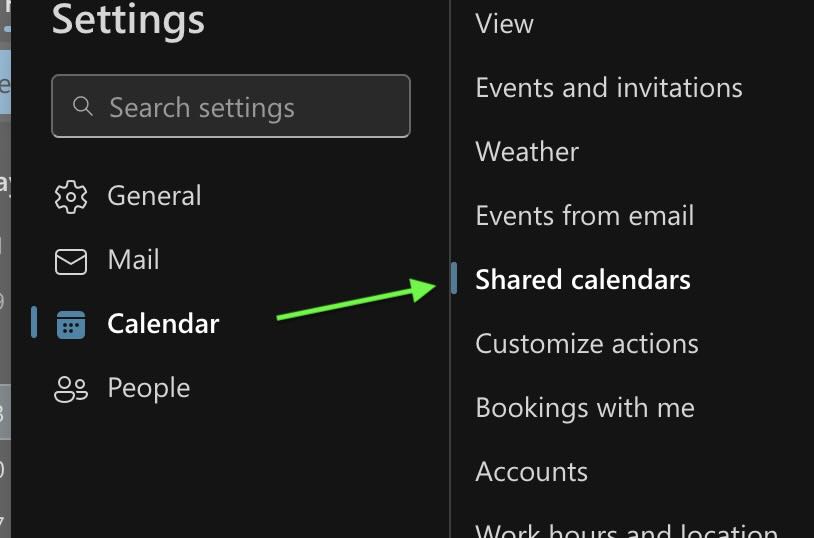 Settings
Search settings
General
Mail
Calendar
People
View
Events and invitations
Weather
Events from email
Shared calendars
Customize actions
Bookings with me
Accounts
Work hours and location